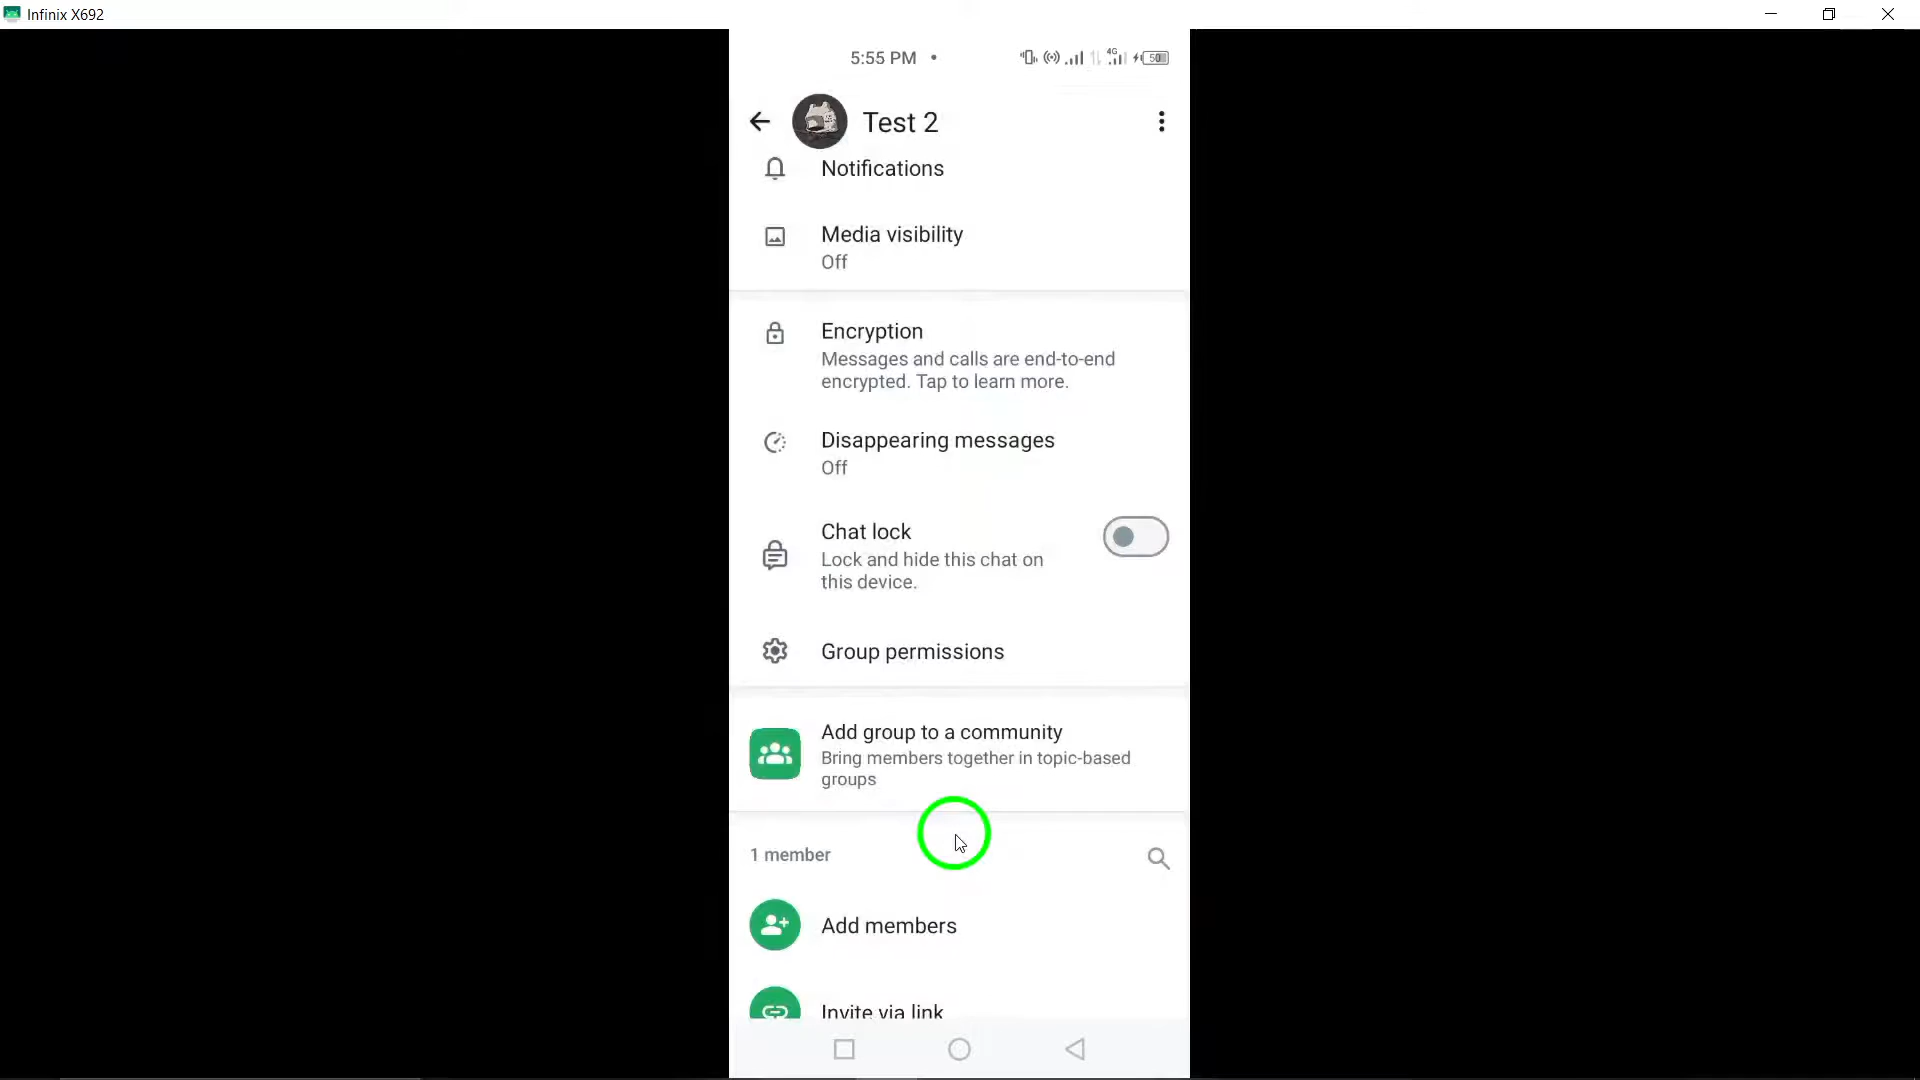 Infinix X692
5:55 PM
4G
50
Test 2
Notifications
Media visibility
Off
Encryption
Messages and calls are end-to-end
encrypted. Tap to learn more.
Disappearing messages
Off
Chat lock
Lock and hide this chat on
this device.
Group permissions
Add group to a community
Bring members together in topic-based
groups
1 member
Add members
Invite via link